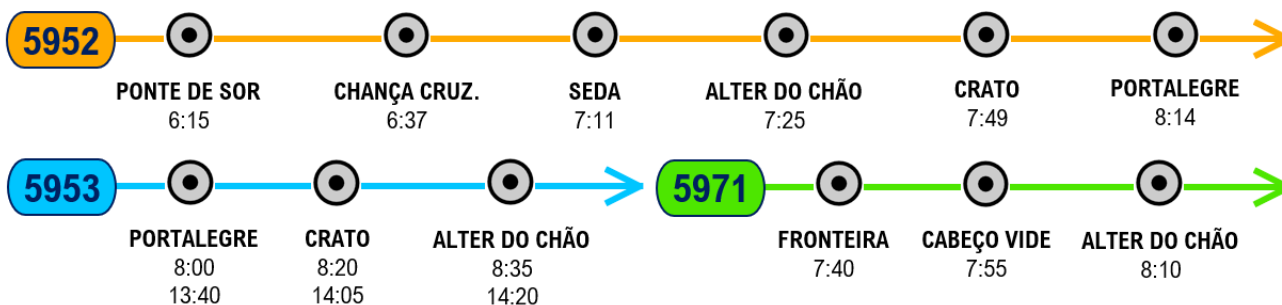 5952
PONTE DE SOR CHANÇA CRUZ. SEDA ALTER DO CHÃO CRATO PORTALEGRE
6:15 6:37 7:11 7:25 7:49 8:14
5953
PORTALEGRE CRATO ALTER DO CHÃO
8:00 8:20 8:35
13:40 14:05 14:20
5971
FRONTEIRA CABEÇO VIDE ALTER DO CHÃO
7:40 7:55 8:10